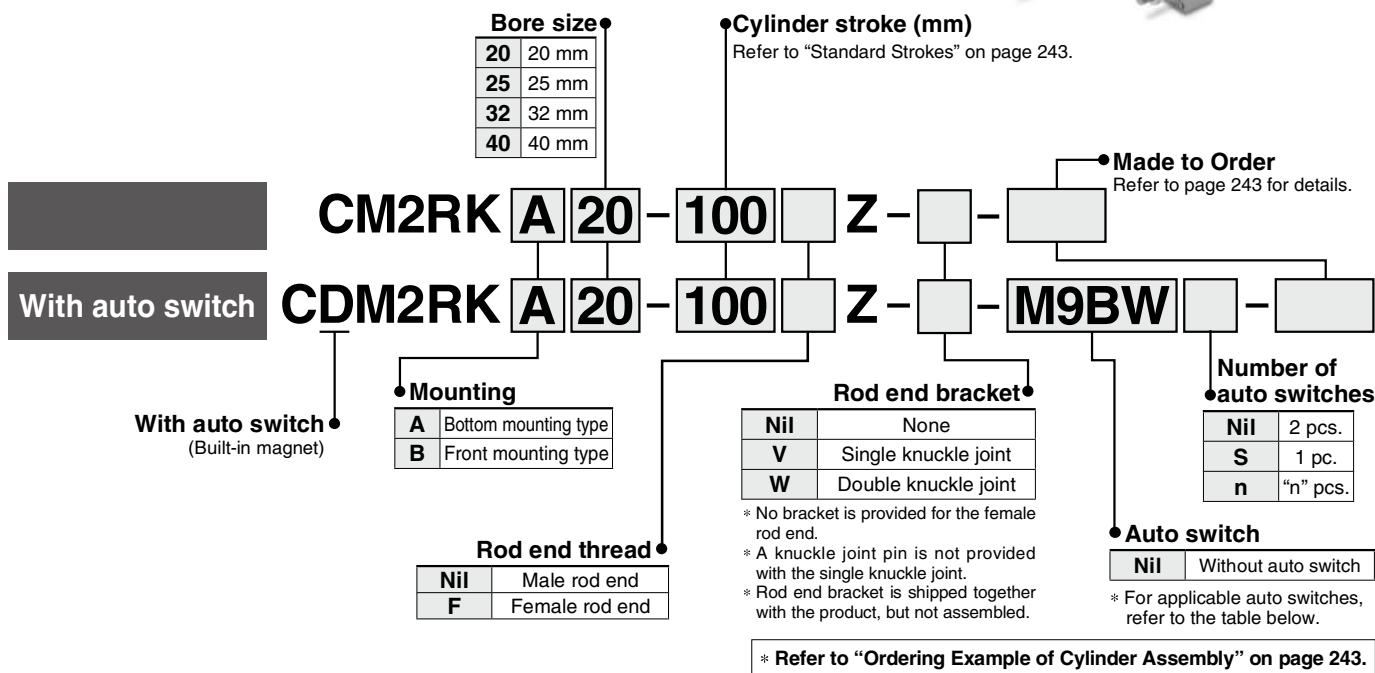 Bore size
20 20 mm
25 25 mm
32 32 mm
40 40 mm
Cylinder stroke (mm)
Refer to “Standard Strokes” on page 243.
Made to Order
Refer to page 243 for details.
CM2RK A 20 – 100 Z – –
With auto switch CDM2RK A 20 – 100 Z – – M9BW –
With auto switch
(Built-in magnet)
Mounting
A Bottom mounting type
B Front mounting type
Rod end thread
Nil Male rod end
F Female rod end
Rod end bracket
Nil None
V Single knuckle joint
W Double knuckle joint
* No bracket is provided for the female
rod end.
* A knuckle joint pin is not provided
with the single knuckle joint.
* Rod end bracket is shipped together
with the product, but not assembled.
Number of
auto switches
Nil 2 pcs.
S 1 pc.
n “n” pcs.
Auto switch
Nil Without auto switch
* For applicable auto switches,
refer to the table below.
* Refer to “Ordering Example of Cylinder Assembly” on page 243.